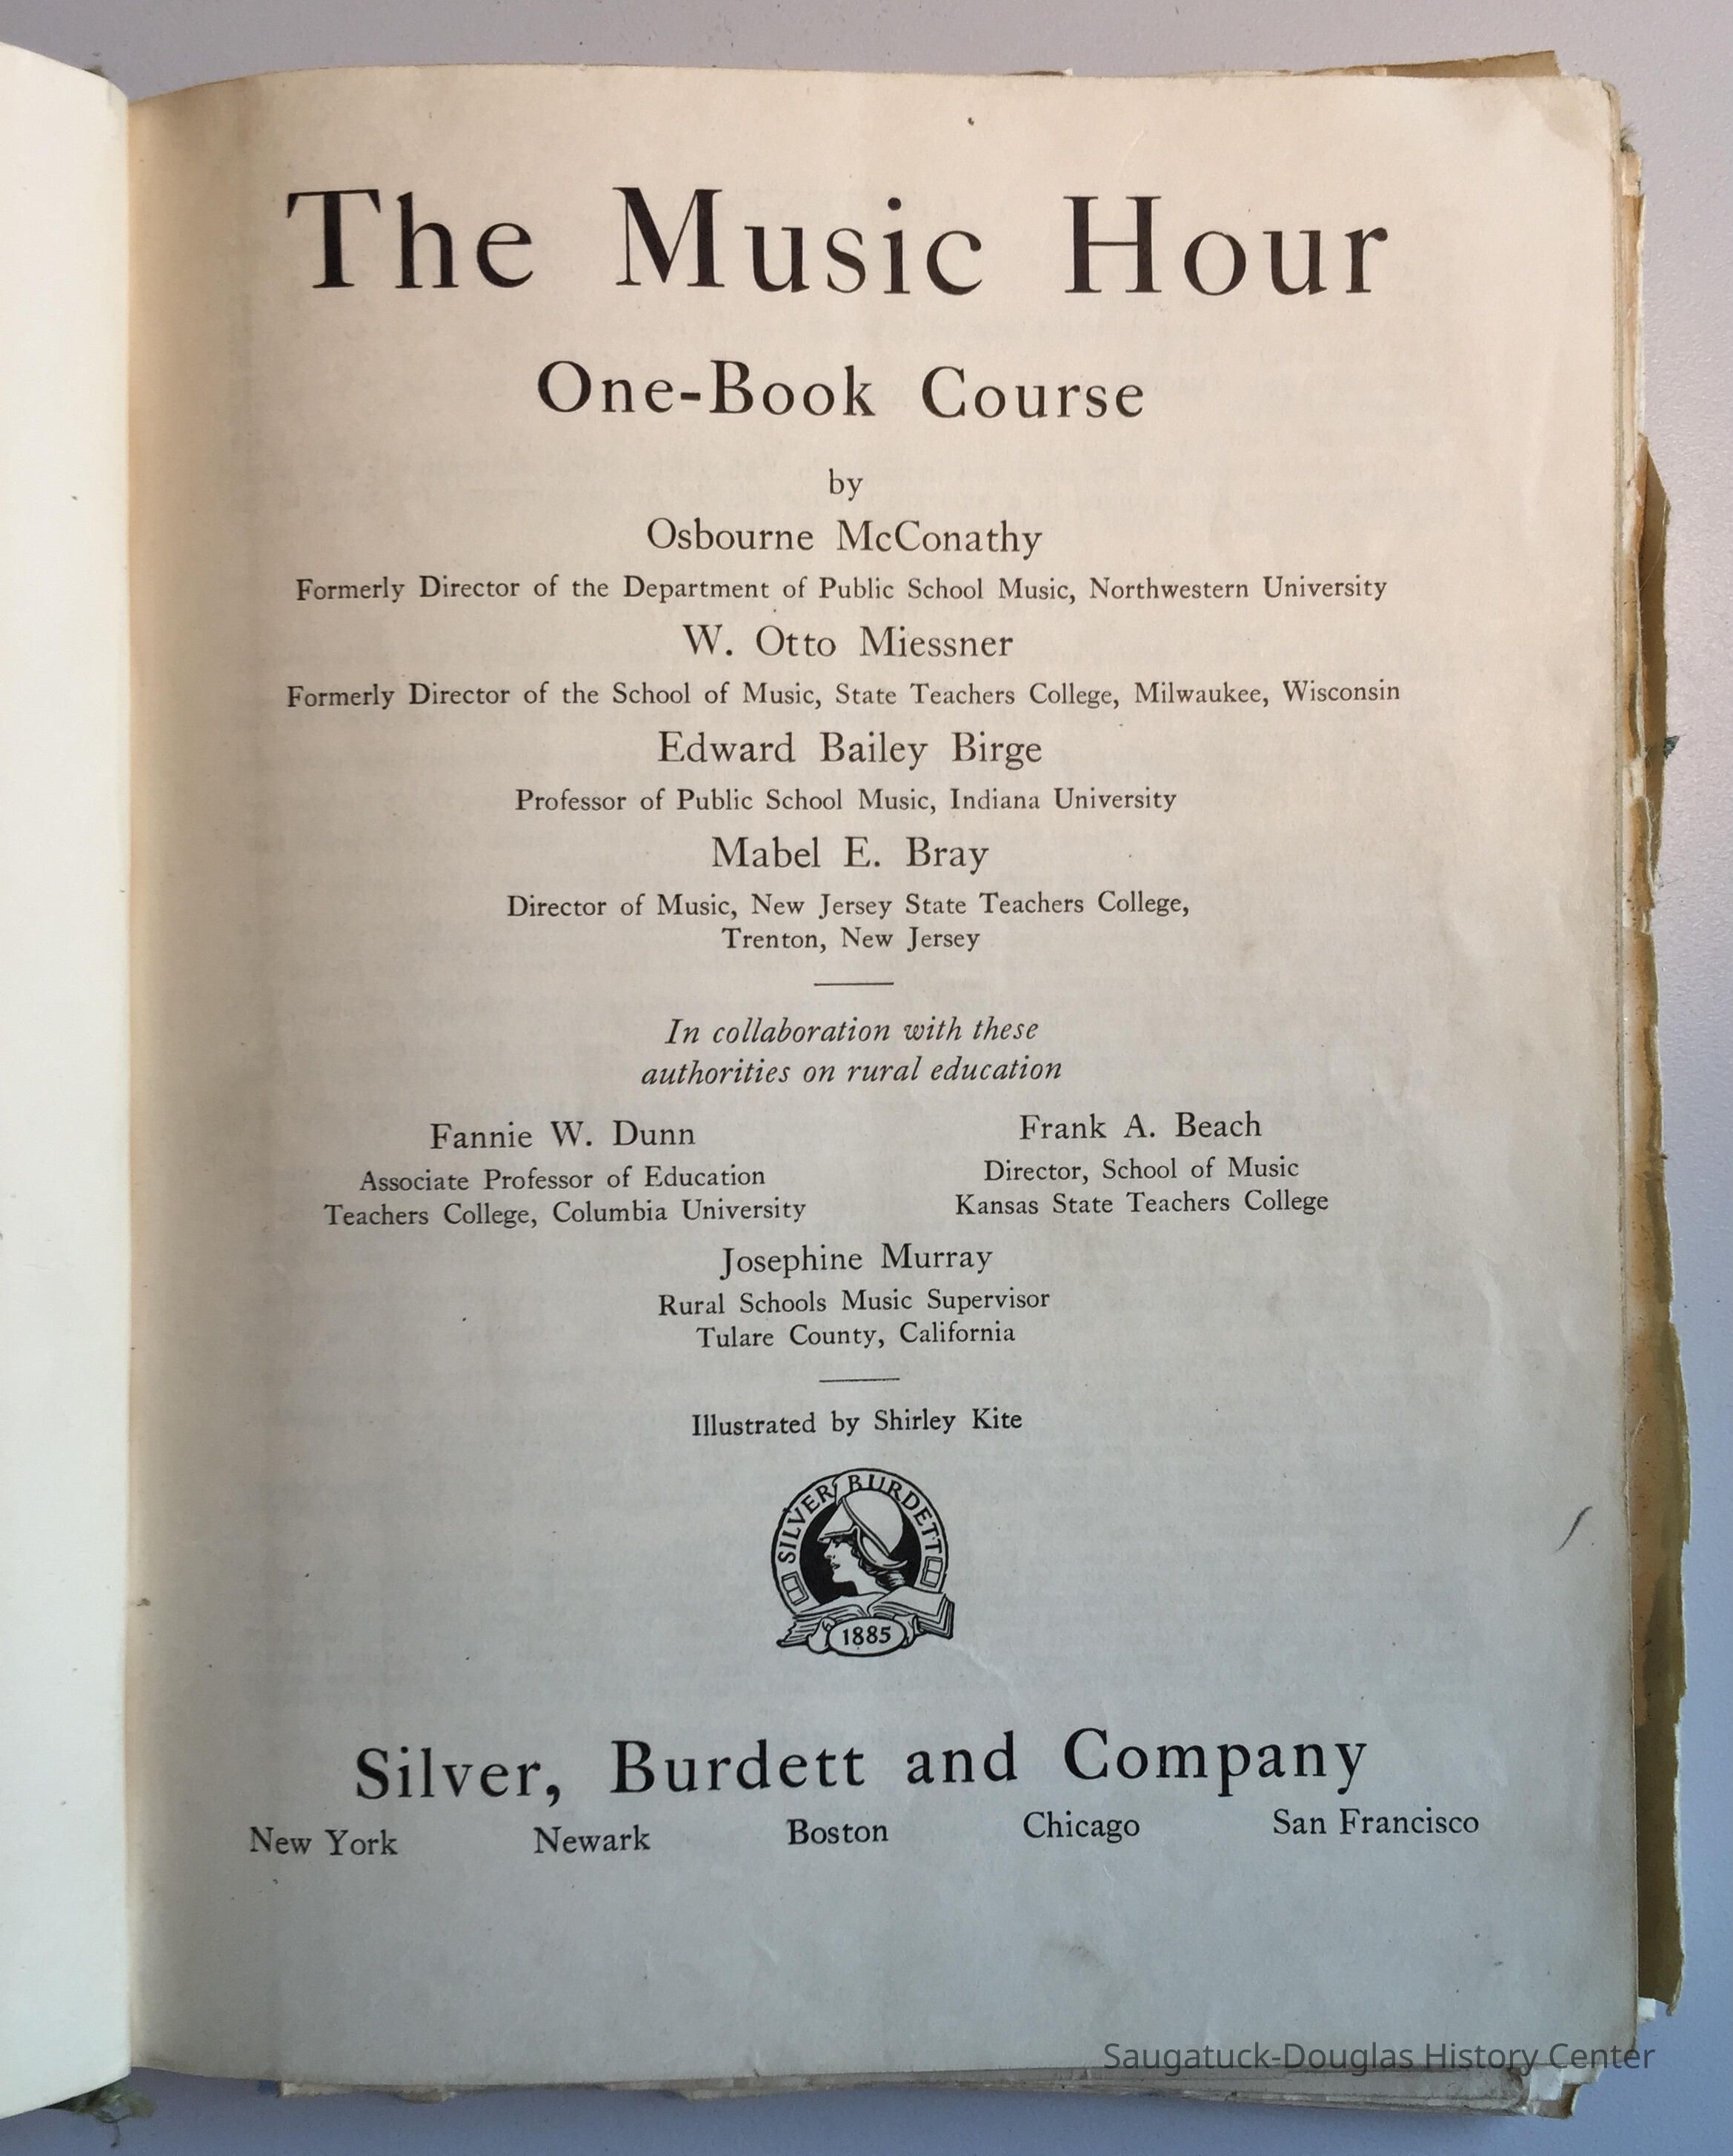 The Music Hour
One-Book Course
by
Osbourne McConathy
Formerly Director of the Department of Public School Music, Northwestern University
W. Otto Miessner
Formerly Director of the School of Music, State Teachers College, Milwaukee, Wisconsin
Edward Bailey Birge
Professor of Public School Music, Indiana University
Mabel E. Bray
Director of Music, New Jersey State Teachers College,
Trenton, New Jersey
In collaboration with these
authorities on rural education
Fannie W. Dunn
Associate Professor of Education
Teachers College, Columbia University
Frank A. Beach
Director, School of Music
Kansas State Teachers College
Josephine Murray
Rural Schools Music Supervisor
Tulare County, California
Illustrated by Shirley Kite
SILVER BURDETT
1885
Silver, Burdett and Company
New York Newark Boston Chicago San Francisco
Saugatuck-Douglas History Center